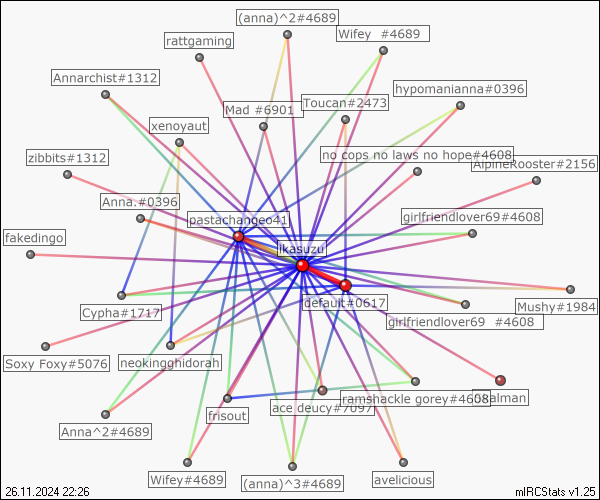 (anna)^2#4689
Wifey #4689
rattgaming
Annarchist#1312
hypomanianna#0396
Mad #6901
Toucan#2473
xenoyaut
no cops no laws no hope#4608
zibbits#1312
AlpineRooster#2156
Anna.#0396
pastachangeo41
girlfriendlover69#4608
fakedingo
ikasuzu
default#0617
Cypha#1717
Mushy#1984
girlfriendlover69 #4608
Soxy Foxy#5076
neokingghidorah
ramshackle gorey#4608
ace deucy#7097
frisout
Anna^2#4689
Wifey#4689
(anna)^3#4689
avelicious
26.11.2024 22:26
mIRCStats v1.25